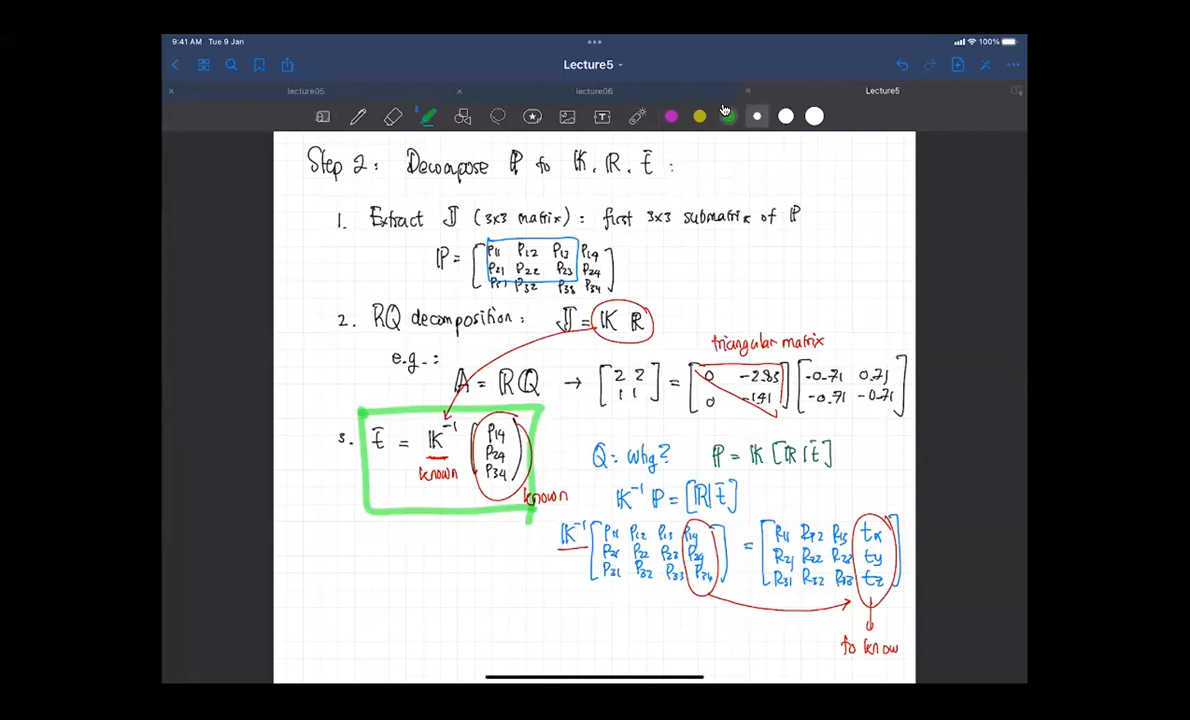 9:41 AM Tue 9 Jan
100%
Lecture5
lecture05
lecture06
Lecture5
Step 2: Decompose P to K, R, t̄ :
1. Extract J (3x3 matrix) : first 3x3 submatrix of P
P = [ P11 P12 P13 P14
P21 P22 P23 P24
P31 P32 P33 P34 ]
2. RQ decomposition: J = K R
e.g.:
triangular matrix
A = RQ → [ 2 2 = [ 0 -2.83 [ -0.71 0.71
1 1 ] 0 -1.41 ] -0.71 -0.71 ]
3. t̄ = K⁻¹ ( P14
P24
P34 )
known
known
Q: Why? P = K [R | t̄]
K⁻¹ P = [R | t̄]
K⁻¹ [ P11 P12 P13 P14 = [ R11 R12 R13 tx
P21 P22 P23 P24 R21 R22 R23 ty
P31 P32 P33 P34 ] R31 R32 R33 tz ]
to know